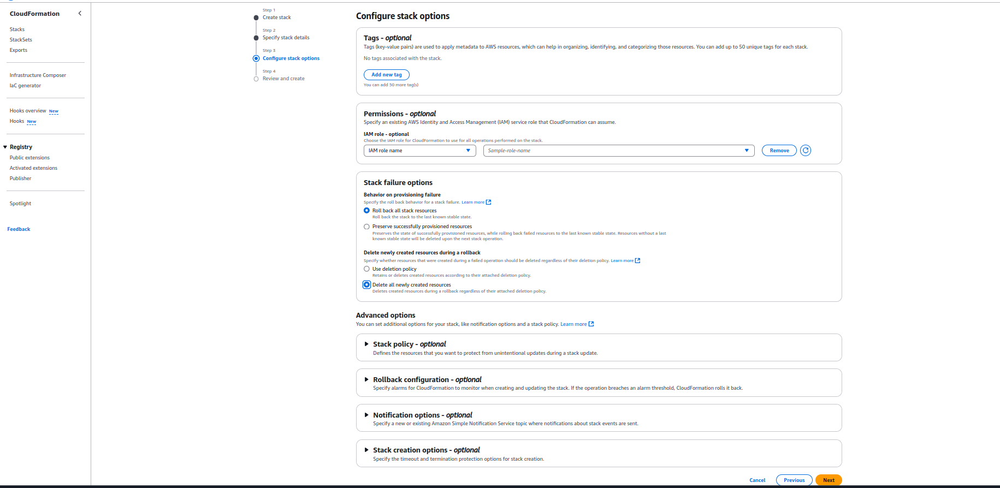 CloudFormation
Stacks
StackSets
Exports
Infrastructure Composer
IaC generator
Hooks overview New
Hooks New
Registry
Public extensions
Activated extensions
Publisher
Spotlight
Feedback
Step 1
Create stack
Step 2
Specify stack details
Step 3
Configure stack options
Step 4
Review and create
Configure stack options
Tags - optional
Tags (key-value pairs) are used to apply metadata to AWS resources, which can help in organizing, identifying, and categorizing those resources. You can add up to 50 unique tags for each stack.
No tags associated with the stack.
Add new tag
You can add 50 more tag(s)
Permissions - optional
Specify an existing AWS Identity and Access Management (IAM) service role that CloudFormation can assume.
IAM role - optional
Choose the IAM role for CloudFormation to use for all operations performed on the stack.
IAM role name Sample-role-name Remove
Stack failure options
Behavior on provisioning failure
Specify the roll back behavior for a stack failure. Learn more
Roll back all stack resources
Roll back the stack to the last known stable state.
Preserve successfully provisioned resources
Preserves the state of successfully provisioned resources, while rolling back failed resources to the last known stable state. Resources without a last
known stable state will be deleted upon the next stack operation.
Delete newly created resources during a rollback
Specify whether resources that were created during a failed operation should be deleted regardless of their deletion policy. Learn more
Use deletion policy
Retains or deletes created resources according to their attached deletion policy.
Delete all newly created resources
Deletes created resources during a rollback regardless of their attached deletion policy.
Advanced options
You can set additional options for your stack, like notification options and a stack policy. Learn more
Stack policy - optional
Defines the resources that you want to protect from unintentional updates during a stack update.
Rollback configuration - optional
Specify alarms for CloudFormation to monitor when creating and updating the stack. If the operation breaches an alarm threshold, CloudFormation rolls it back.
Notification options - optional
Specify a new or existing Amazon Simple Notification Service topic where notifications about stack events are sent.
Stack creation options - optional
Specify the timeout and termination protection options for stack creation.
Cancel Previous Next